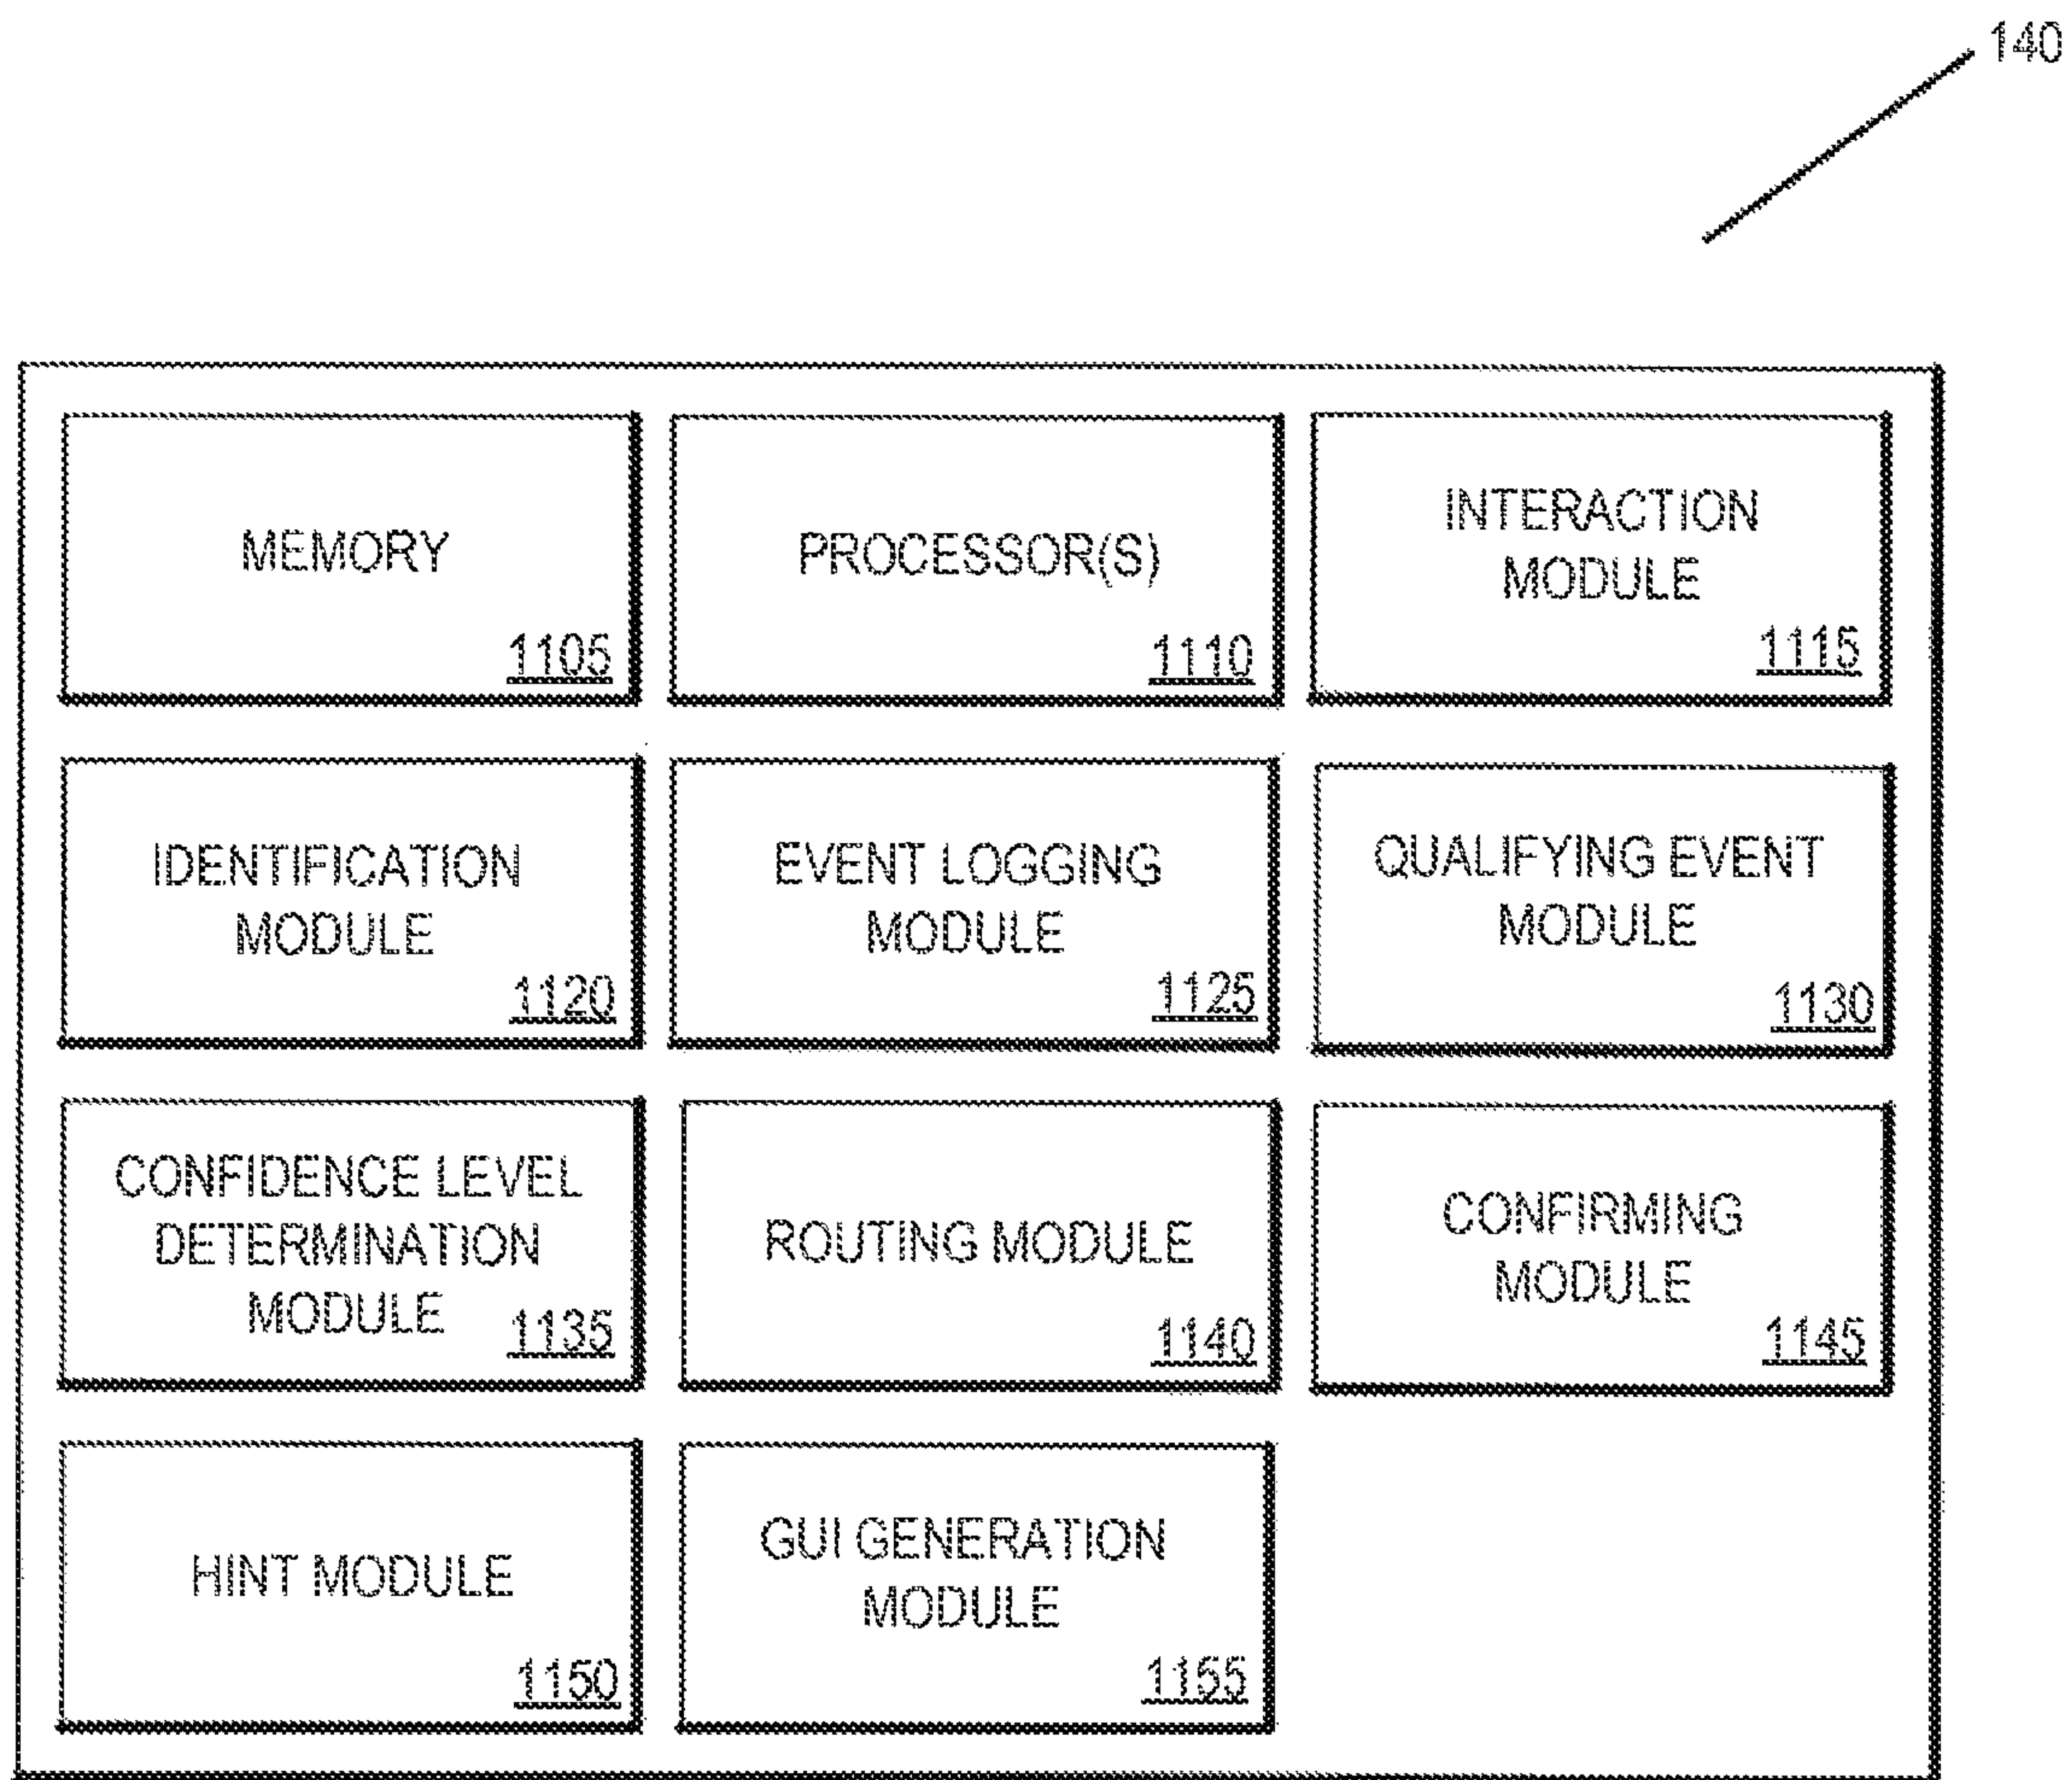 140
MEMORY
1105
PROCESSOR(S)
1110
INTERACTION
MODULE
1115
IDENTIFICATION
MODULE
1120
EVENT LOGGING
MODULE
1125
QUALIFYING EVENT
MODULE
1130
CONFIDENCE LEVEL
DETERMINATION
MODULE
1135
ROUTING MODULE
1140
CONFIRMING
MODULE
1145
HINT MODULE
1150
GUI GENERATION
MODULE
1155